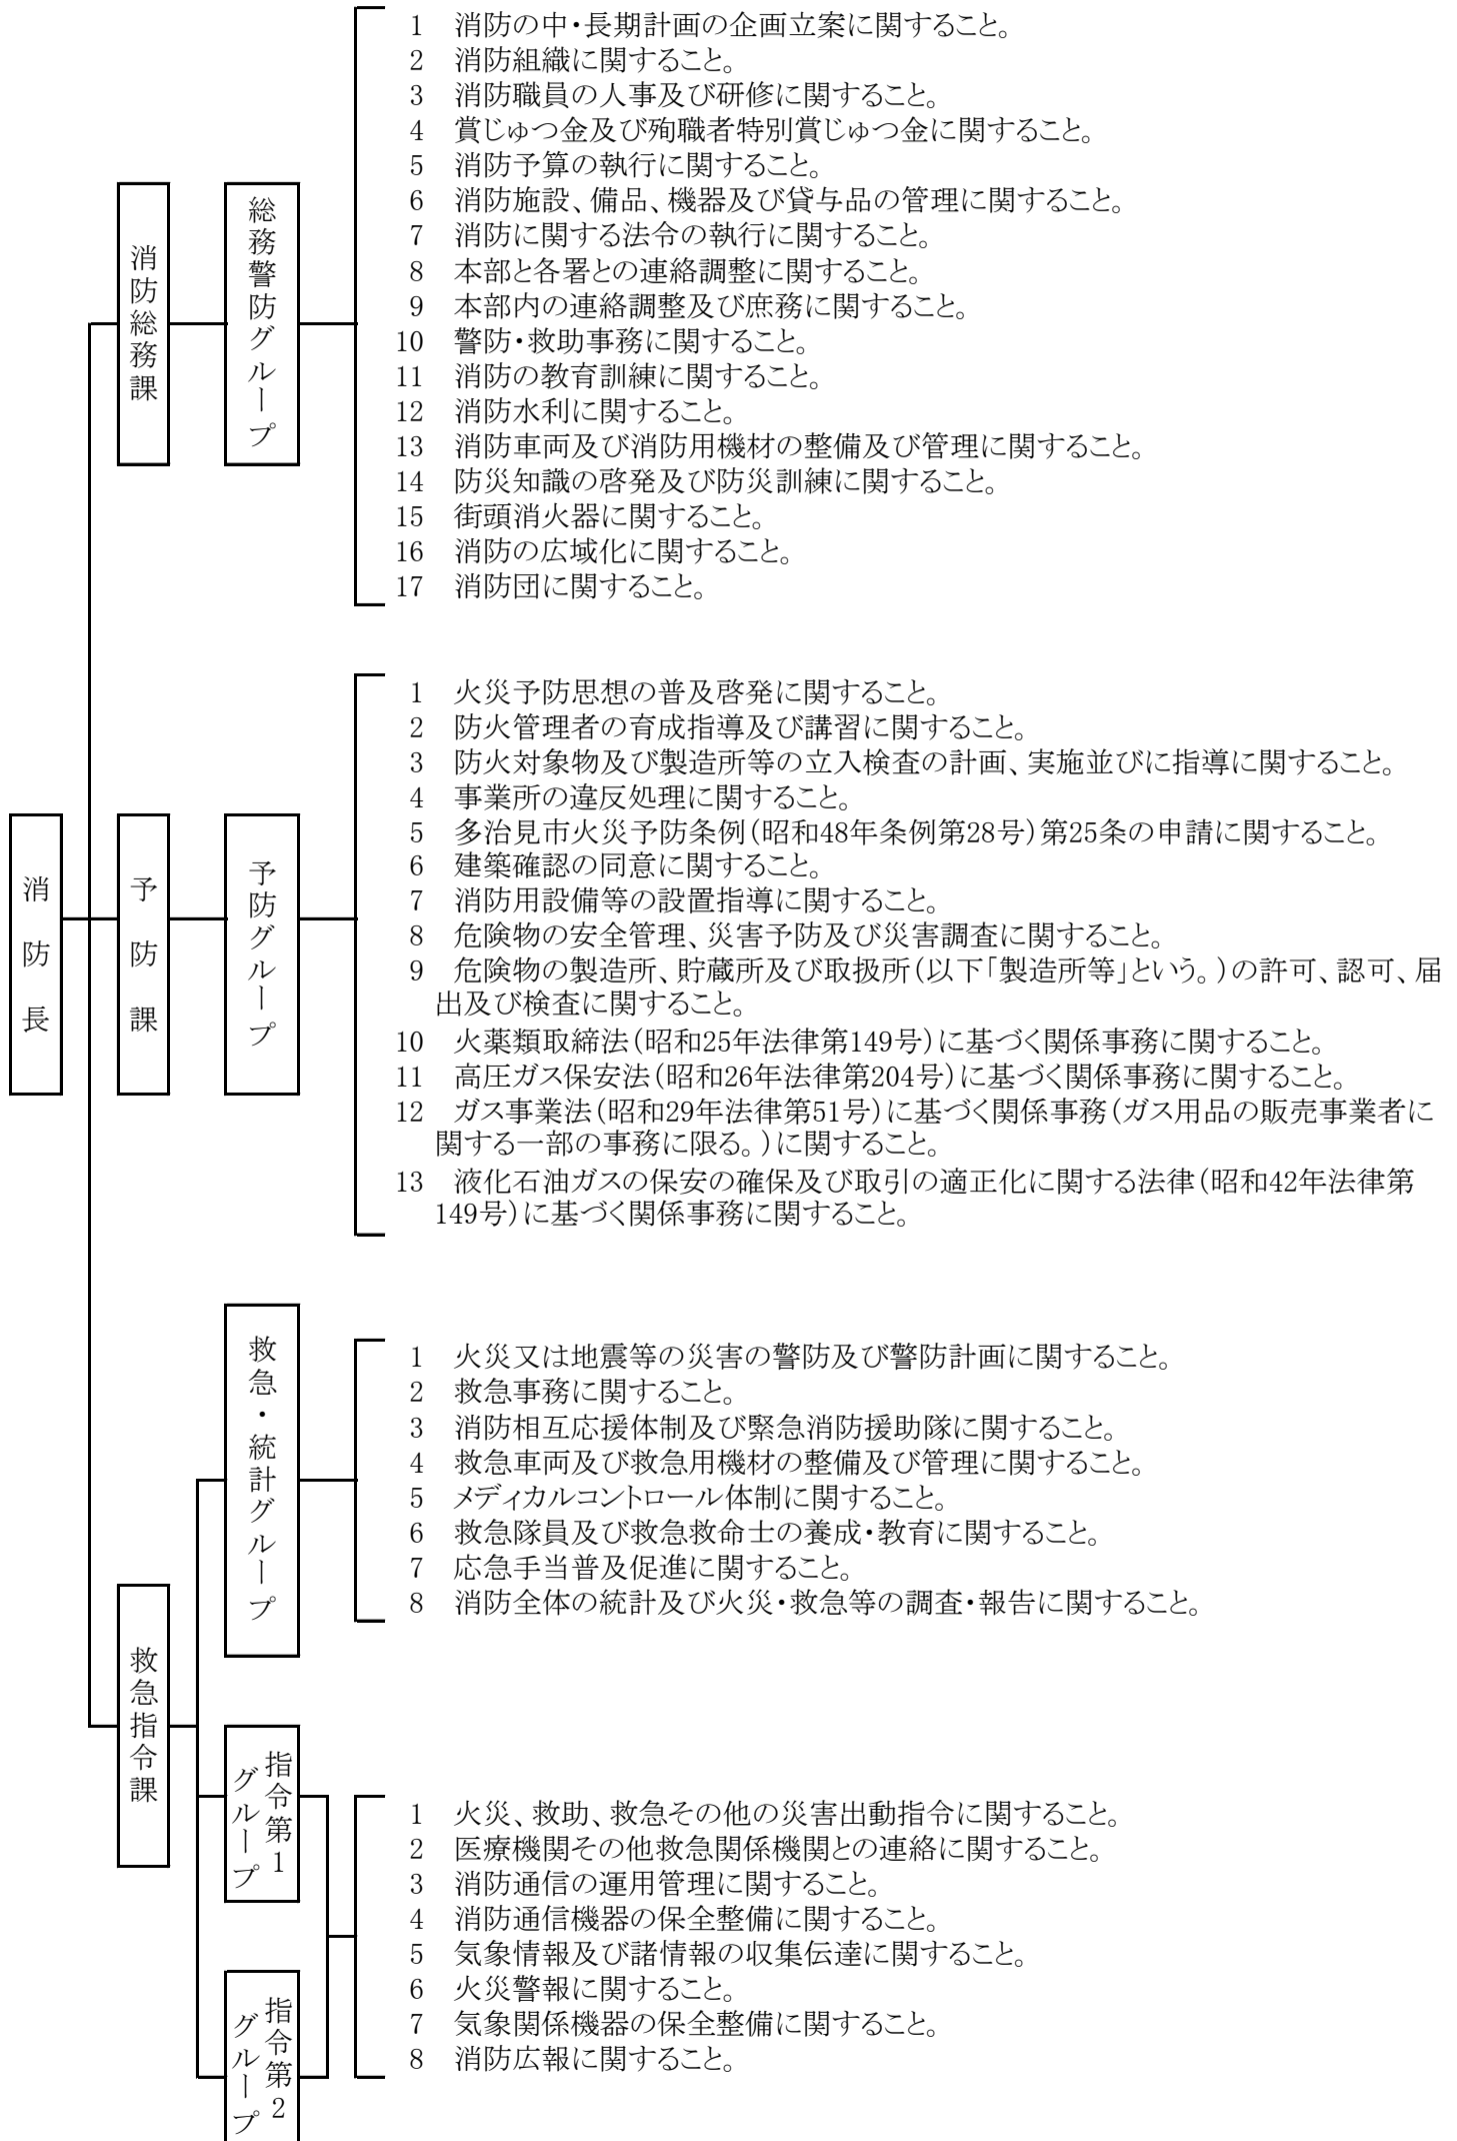 消防長
消防総務課
総務警防グループ
1 消防の中・長期計画の企画立案に関すること。
2 消防組織に関すること。
3 消防職員の人事及び研修に関すること。
4 賞じゅつ金及び殉職者特別賞じゅつ金に関すること。
5 消防予算の執行に関すること。
6 消防施設、備品、機器及び貸与品の管理に関すること。
7 消防に関する法令の執行に関すること。
8 本部と各署との連絡調整に関すること。
9 本部内の連絡調整及び庶務に関すること。
10 警防・救助事務に関すること。
11 消防の教育訓練に関すること。
12 消防水利に関すること。
13 消防車両及び消防用機材の整備及び管理に関すること。
14 防災知識の啓発及び防災訓練に関すること。
15 街頭消火器に関すること。
16 消防の広域化に関すること。
17 消防団に関すること。
予防課
予防グループ
1 火災予防思想の普及啓発に関すること。
2 防火管理者の育成指導及び講習に関すること。
3 防火対象物及び製造所等の立入検査の計画、実施並びに指導に関すること。
4 事業所の違反処理に関すること。
5 多治見市火災予防条例(昭和48年条例第28号)第25条の申請に関すること。
6 建築確認の同意に関すること。
7 消防用設備等の設置指導に関すること。
8 危険物の安全管理、災害予防及び災害調査に関すること。
9 危険物の製造所、貯蔵所及び取扱所(以下「製造所等」という。)の許可、認可、届
出及び検査に関すること。
10 火薬類取締法(昭和25年法律第149号)に基づく関係事務に関すること。
11 高圧ガス保安法(昭和26年法律第204号)に基づく関係事務に関すること。
12 ガス事業法(昭和29年法律第51号)に基づく関係事務(ガス用品の販売事業者に
関する一部の事務に限る。)に関すること。
13 液化石油ガスの保安の確保及び取引の適正化に関する法律(昭和42年法律第
149号)に基づく関係事務に関すること。
救急指令課
救急・統計グループ
1 火災又は地震等の災害の警防及び警防計画に関すること。
2 救急事務に関すること。
3 消防相互応援体制及び緊急消防援助隊に関すること。
4 救急車両及び救急用機材の整備及び管理に関すること。
5 メディカルコントロール体制に関すること。
6 救急隊員及び救急救命士の養成・教育に関すること。
7 応急手当普及促進に関すること。
8 消防全体の統計及び火災・救急等の調査・報告に関すること。
指令第1
グループ
指令第2
グループ
1 火災、救助、救急その他の災害出動指令に関すること。
2 医療機関その他救急関係機関との連絡に関すること。
3 消防通信の運用管理に関すること。
4 消防通信機器の保全整備に関すること。
5 気象情報及び諸情報の収集伝達に関すること。
6 火災警報に関すること。
7 気象関係機器の保全整備に関すること。
8 消防広報に関すること。